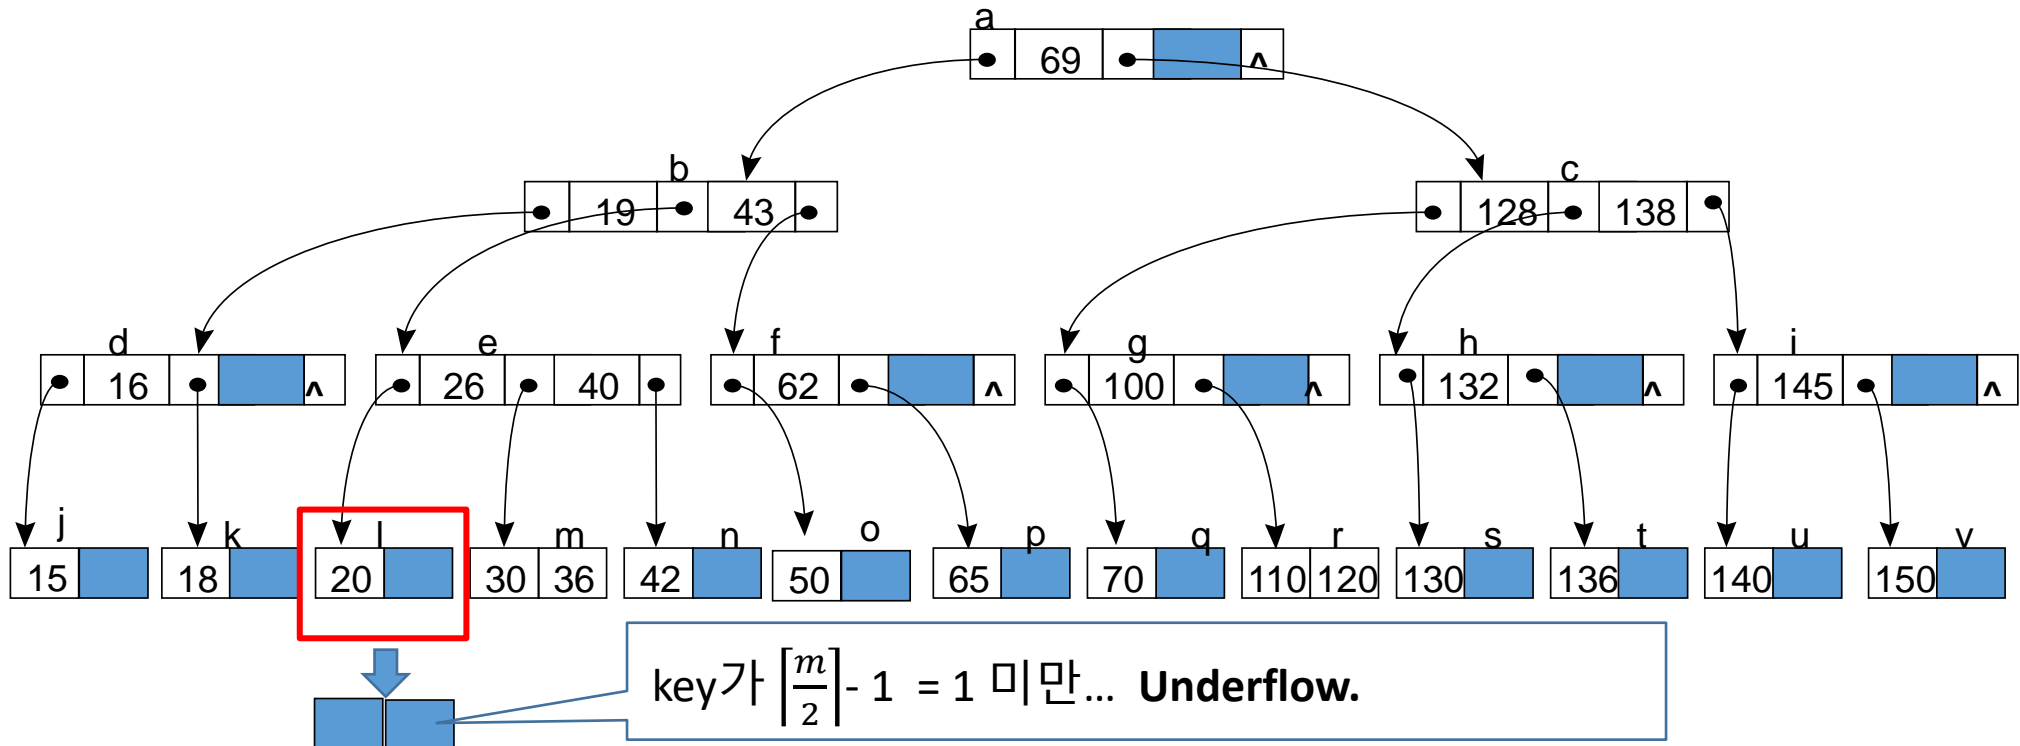 a
69 ^
b c
19 43 128 138
d e f g h i
16 ^ 26 40 62 ^ 100 ^ 132 ^ 145 ^
j k l m n o p q r s t u v
15 18 20 30 36 42 50 65 70 110 120 130 136 140 150
key가 ⌈m/2⌉- 1 = 1 미만... Underflow.